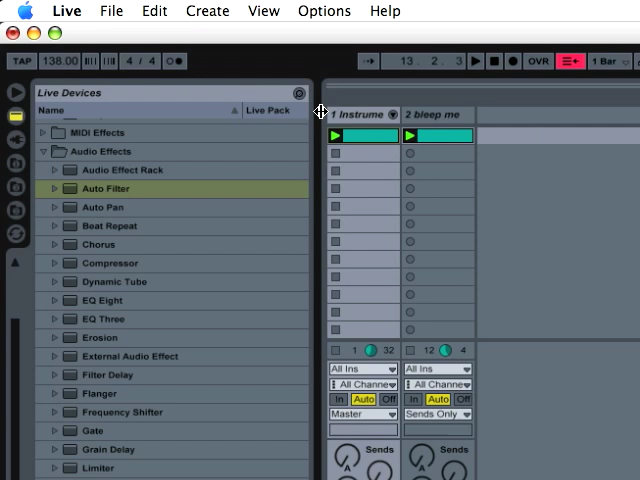 Live File Edit Create View Options Help
TAP 138.00 4 / 4 13 . 2 . 3 OVR 1 Bar
Live Devices
Name Live Pack
MIDI Effects
Audio Effects
Audio Effect Rack
Auto Filter
Auto Pan
Beat Repeat
Chorus
Compressor
Dynamic Tube
EQ Eight
EQ Three
Erosion
External Audio Effect
Filter Delay
Flanger
Frequency Shifter
Gate
Grain Delay
Limiter
1 Instrume 2 bleep me
1 32 12 4
All Ins All Ins
All Channe All Channe
In Auto Off In Auto Off
Master Sends Only
Sends Sends
A A